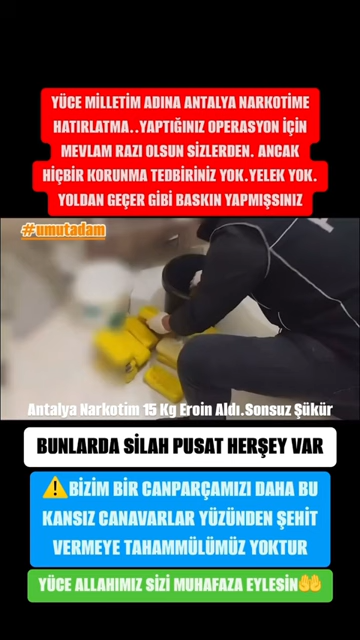 YÜCE MİLLETİM ADINA ANTALYA NARKOTİME
HATIRLATMA..YAPTIĞINIZ OPERASYON İÇİN
MEVLAM RAZI OLSUN SİZLERDEN. ANCAK
HİÇBİR KORUNMA TEDBİRİNİZ YOK.YELEK YOK.
YOLDAN GEÇER GİBİ BASKIN YAPMIŞSINIZ
#umutadam
Antalya Narkotim 15 Kg Eroin Aldı.Sonsuz Şükür
BUNLARDA SİLAH PUSAT HERŞEY VAR
⚠️BİZİM BİR CANPARÇAMIZI DAHA BU
KANSIZ CANAVARLAR YÜZÜNDEN ŞEHİT
VERMEYE TAHAMMÜLÜMÜZ YOKTUR
YÜCE ALLAHIMIZ SİZİ MUHAFAZA EYLESİN🤲